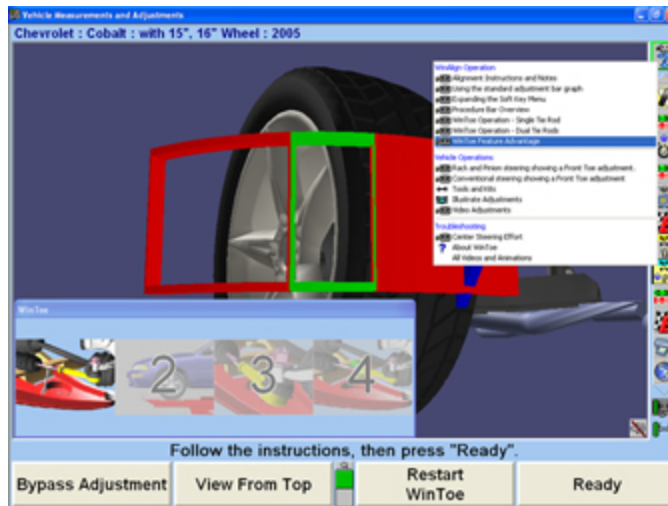 Vehicle Measurements and Adjustments
Chevrolet : Cobalt : with 15", 16" Wheel : 2005
WinAlign Operation
Alignment Instructions and Notes
Using the standard adjustment bar graph
Expanding the Soft Key Menu
Procedure Bar Overview
WinToe Operation - Single Tie Rod
WinToe Operation - Dual Tie Rods
WinToe Feature Advantage
Vehicle Operations
Rack and Pinion steering showing a Front Toe adjustment.
Conventional steering showing a Front Toe adjustment
Tools and Kits
Illustrate Adjustments
Video Adjustments
Troubleshooting
Center Steering Effort
? About WinToe
All Videos and Animations
WinToe
2 3 4
Follow the instructions, then press "Ready".
Bypass Adjustment
View From Top
Restart
WinToe
Ready